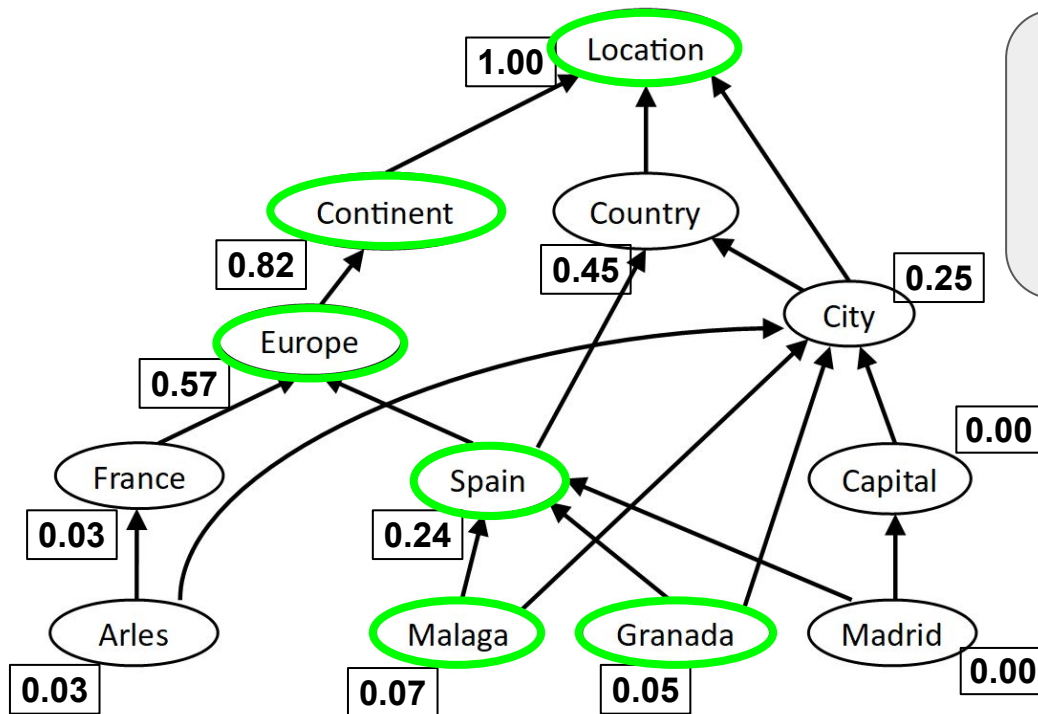 Location
1.00
Continent
Country
0.82
0.45
0.25
City
Europe
0.57
0.00
France
Spain
Capital
0.03
0.24
Arles
Malaga
Granada
Madrid
0.03
0.07
0.05
0.00